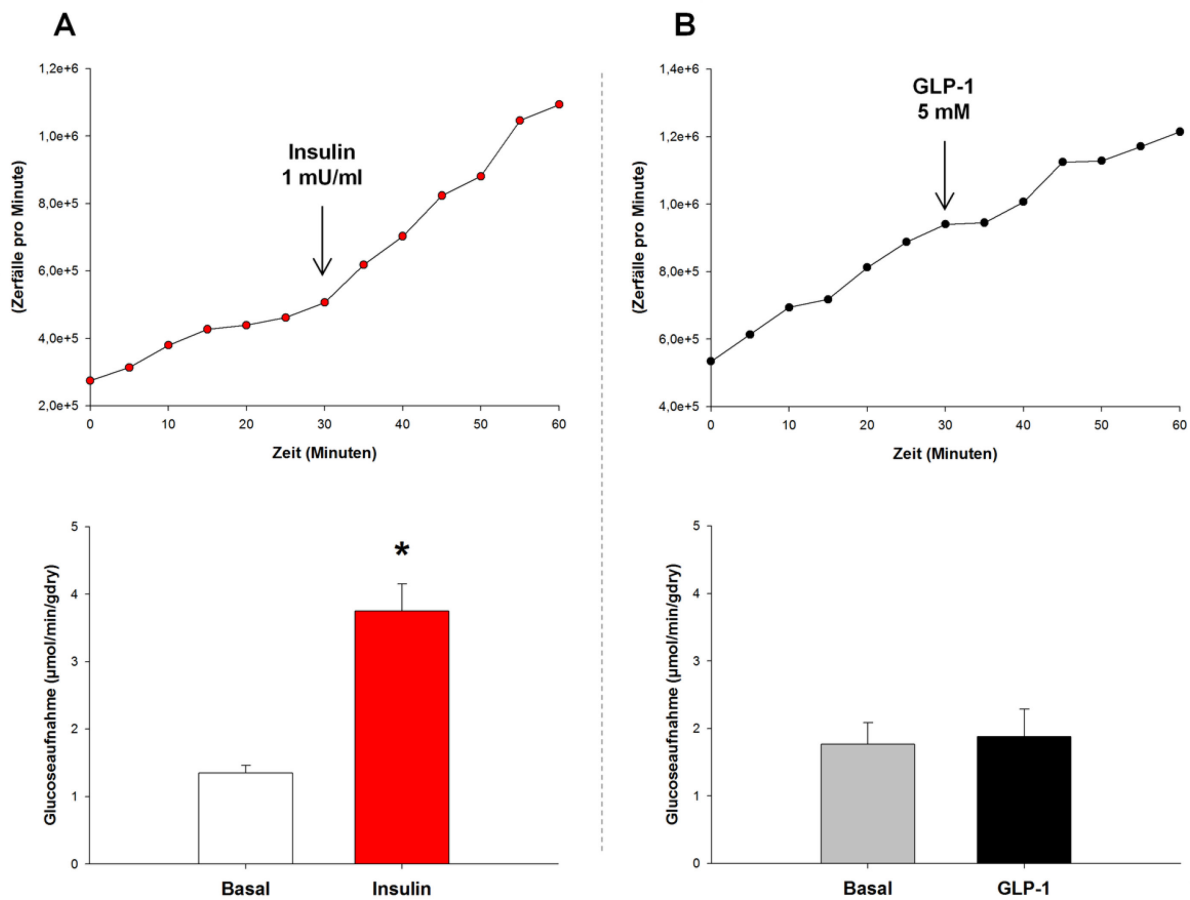 A
(Zerfälle pro Minute)
1,2e+6
1,0e+6
8,0e+5
6,0e+5
4,0e+5
2,0e+5
Insulin
1 mU/ml
0 10 20 30 40 50 60
Zeit (Minuten)
B
(Zerfälle pro Minute)
1,4e+6
1,2e+6
1,0e+6
8,0e+5
6,0e+5
4,0e+5
GLP-1
5 mM
0 10 20 30 40 50 60
Zeit (Minuten)
Glucoseaufnahme (µmol/min/gdry)
5
4
3
2
1
0
*
Basal Insulin
Glucoseaufnahme (µmol/min/gdry)
5
4
3
2
1
0
Basal GLP-1